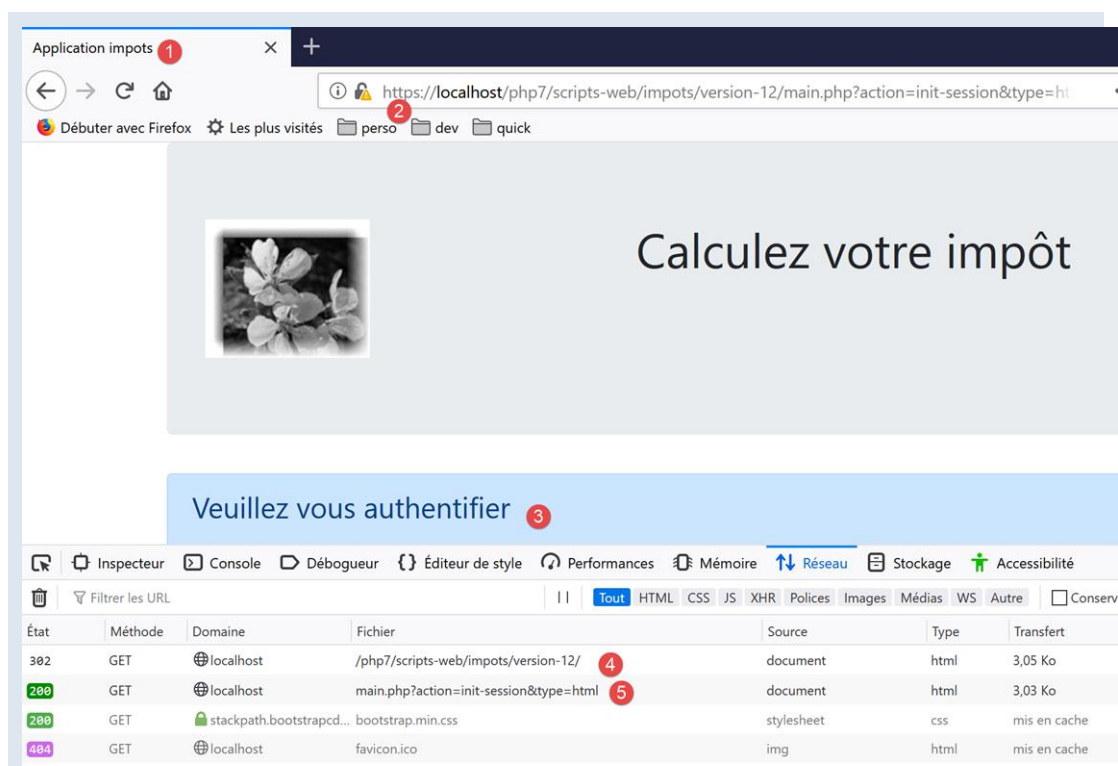 Application impots 1
https://localhost/php7/scripts-web/impots/version-12/main.php?action=init-session&type=ht
2
Débuter avec Firefox Les plus visités perso dev quick
Calculez votre impôt
Veuillez vous authentifier 3
Inspecteur Console Débogueur {} Éditeur de style Performances Mémoire Réseau Stockage Accessibilité
Filtrer les URL Tout HTML CSS JS XHR Polices Images Médias WS Autre Conserv
État Méthode Domaine Fichier Source Type Transfert
302 GET localhost /php7/scripts-web/impots/version-12/ 4 document html 3,05 Ko
200 GET localhost main.php?action=init-session&type=html 5 document html 3,03 Ko
200 GET stackpath.bootstrapcd... bootstrap.min.css stylesheet css mis en cache
404 GET localhost favicon.ico img html mis en cache